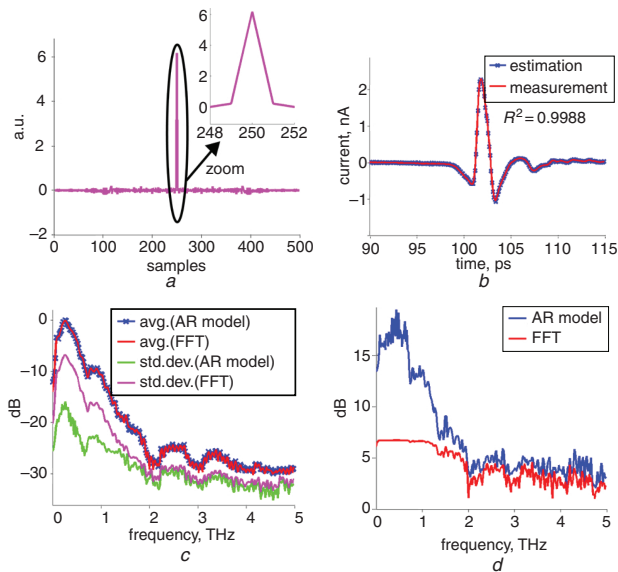 6
4
2
0
–2
a.u.
0
100
200
300
400
500
samples
a
6
4
2
0
248
250
252
zoom
estimation
measurement
R² = 0.9988
2
1
0
–1
current, nA
90
95
100
105
110
115
time, ps
b
avg.(AR model)
avg.(FFT)
std.dev.(AR model)
std.dev.(FFT)
0
–10
–20
–30
dB
0
1
2
3
4
5
frequency, THz
c
AR model
FFT
15
10
5
0
dB
0
1
2
3
4
5
frequency, THz
d